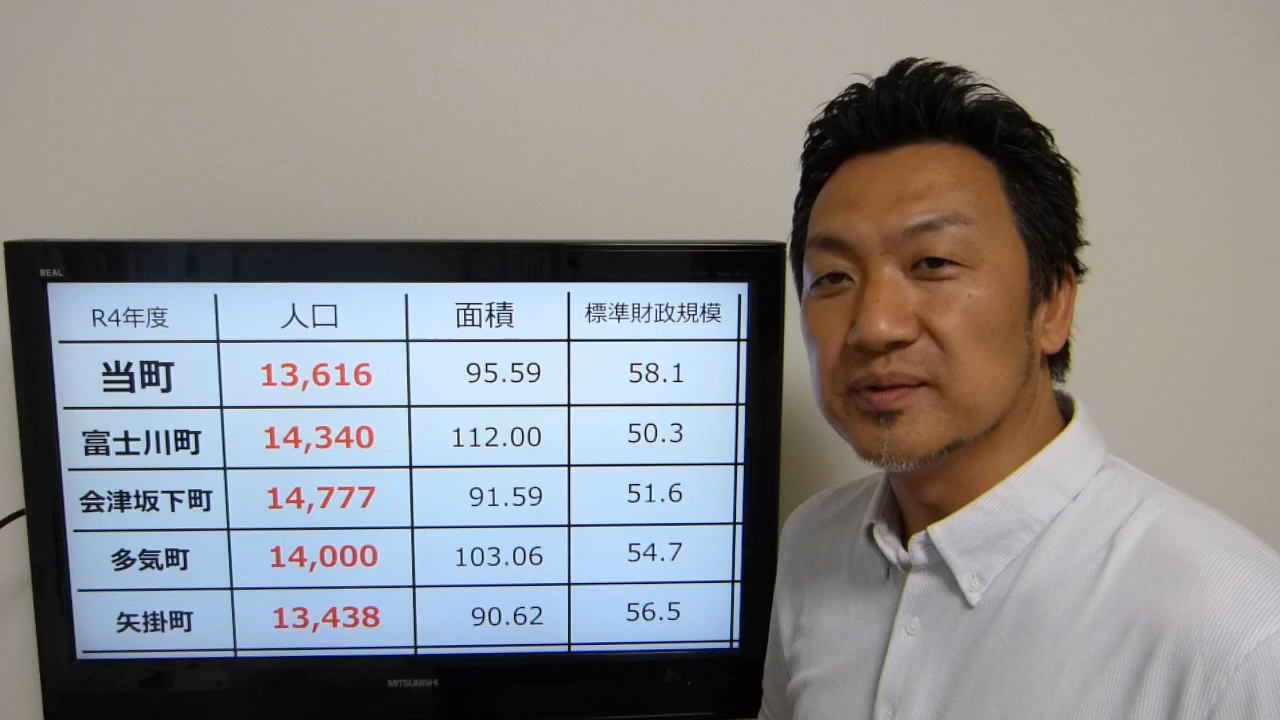 REAL
R4年度 人口 面積 標準財政規模
当町 13,616 95.59 58.1
富士川町 14,340 112.00 50.3
会津坂下町 14,777 91.59 51.6
多気町 14,000 103.06 54.7
矢掛町 13,438 90.62 56.5
MITSUBISHI